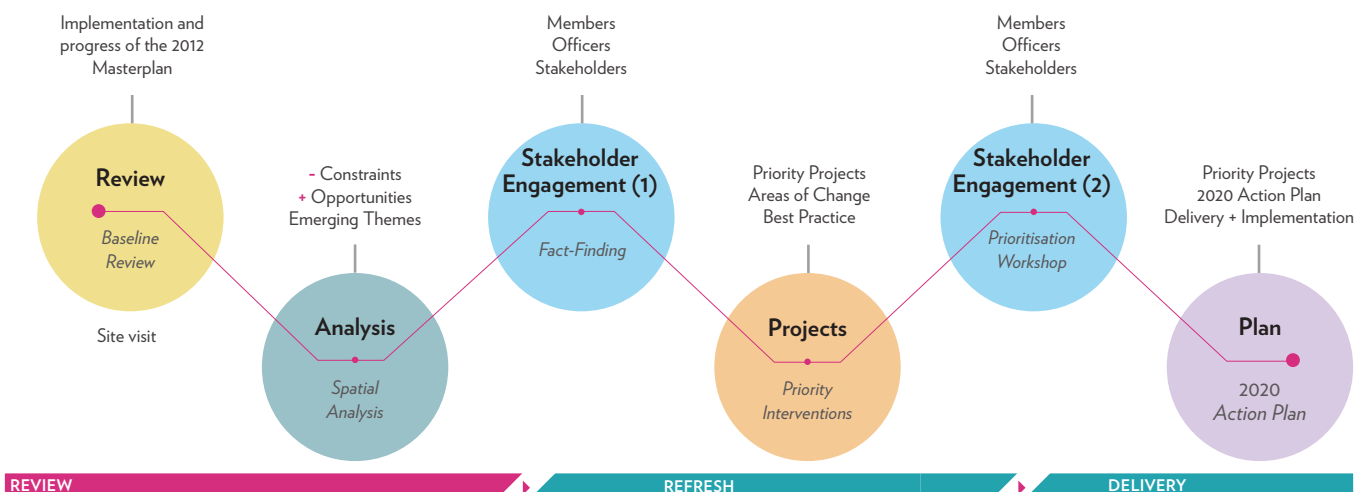 Implementation and
progress of the 2012
Masterplan
Review
Baseline
Review
Site visit
- Constraints
+ Opportunities
Emerging Themes
Analysis
Spatial
Analysis
Members
Officers
Stakeholders
Stakeholder
Engagement (1)
Fact-Finding
Priority Projects
Areas of Change
Best Practice
Projects
Priority
Interventions
Members
Officers
Stakeholders
Stakeholder
Engagement (2)
Prioritisation
Workshop
Priority Projects
2020 Action Plan
Delivery + Implementation
Plan
2020
Action Plan
REVIEW
REFRESH
DELIVERY